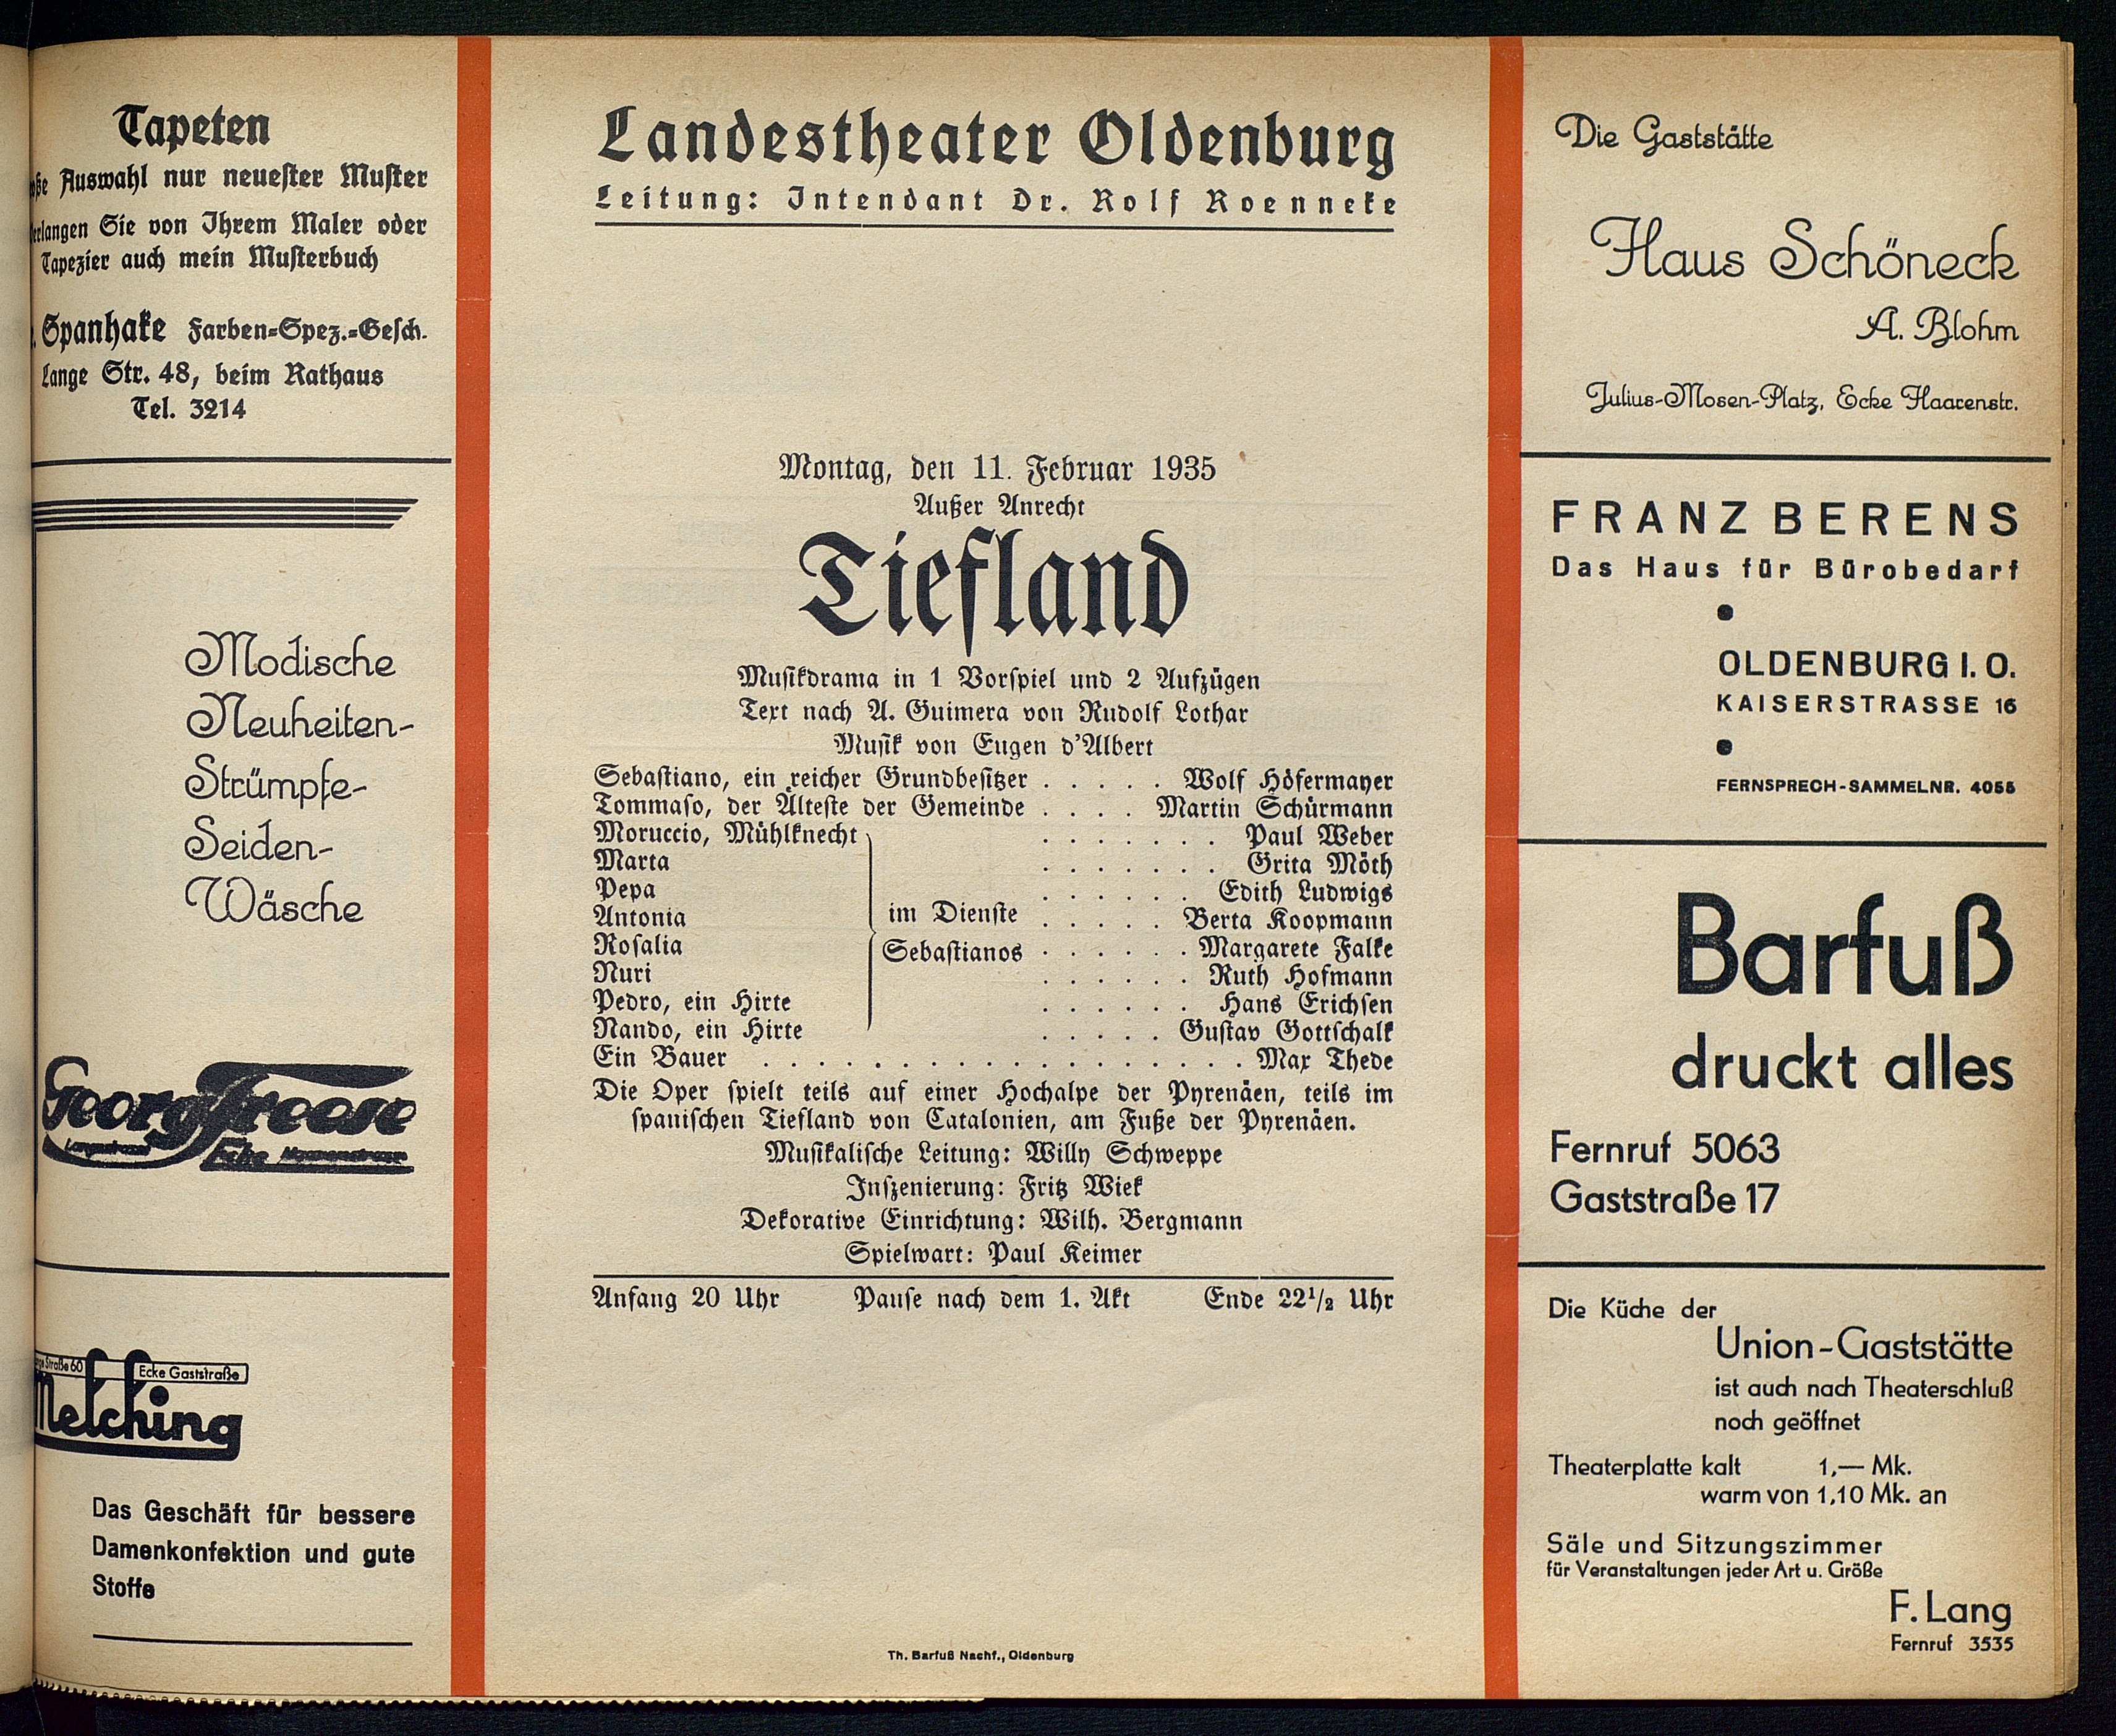 Tapeten
Auswahl nur neuester Muster
Sie von Ihrem Maler oder
Tapezier auch mein Musterbuch
Spanhake Farben-Spez.-Gesch.
Lange Str. 48, beim Rathaus
Tel. 3214
Modische
Neuheiten-
Strümpfe-
Seiden-
Wäsche
Georg Freese
Ecke
Straße 60 Ecke Gaststraße
Melching
Das Geschäft für bessere
Damenkonfektion und gute
Stoffe
Landestheater Oldenburg
Leitung: Intendant Dr. Rolf Roenneke
Montag, den 11. Februar 1935
Außer Anrecht
Tiefland
Musikdrama in 1 Vorspiel und 2 Aufzügen
Text nach A. Guimera von Rudolf Lothar
Musik von Eugen d'Albert
Sebastiano, ein reicher Grundbesitzer . . . . . Wolf Höfermayer
Tommaso, der Älteste der Gemeinde . . . . Martin Schürmann
Moruccio, Mühlknecht . . . . . . . Paul Weber
Marta . . . . . . . Grita Möth
Pepa . . . . . . Edith Ludwigs
Antonia im Dienste . . . . . Berta Koopmann
Rosalia Sebastianos . . . . . . Margarete Falke
Nuri . . . . . . Ruth Hofmann
Pedro, ein Hirte . . . . . . Hans Erichsen
Nando, ein Hirte . . . . . Gustav Gottschalk
Ein Bauer . . . . . . . . . . . . . . . . . . Max Thede
Die Oper spielt teils auf einer Hochalpe der Pyrenäen, teils im
spanischen Tiefland von Catalonien, am Fuße der Pyrenäen.
Musikalische Leitung: Willy Schweppe
Inszenierung: Fritz Wiek
Dekorative Einrichtung: Wilh. Bergmann
Spielwart: Paul Keimer
Anfang 20 Uhr Pause nach dem 1. Akt Ende 22½ Uhr
Th. Barfuß Nachf., Oldenburg
Die Gaststätte
Haus Schöneck
A. Blohm
Julius-Mosen-Platz, Ecke Haarenstr.
FRANZ BERENS
Das Haus für Bürobedarf
OLDENBURG I. O.
KAISERSTRASSE 16
FERNSPRECH-SAMMELNR. 4055
Barfuß
druckt alles
Fernruf 5063
Gaststraße 17
Die Küche der
Union-Gaststätte
ist auch nach Theaterschluß
noch geöffnet
Theaterplatte kalt 1,— Mk.
warm von 1,10 Mk. an
Säle und Sitzungszimmer
für Veranstaltungen jeder Art u. Größe
F. Lang
Fernruf 3535